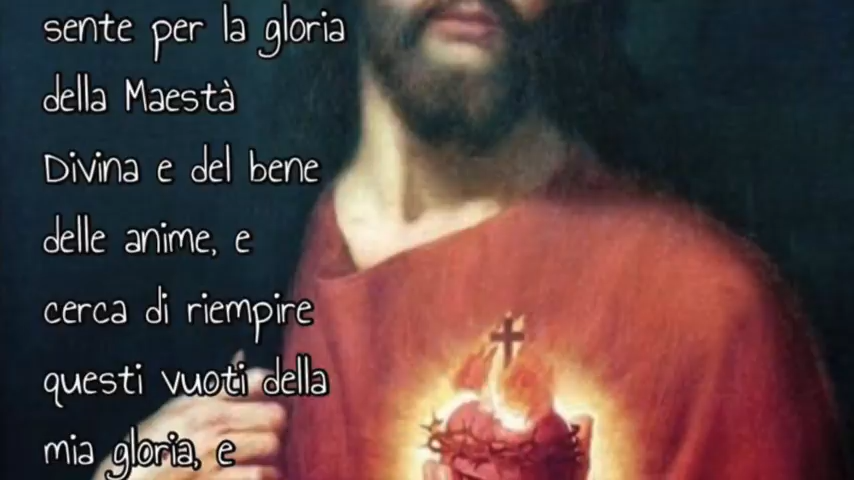 sente per la gloria
della Maestà
Divina e del bene
delle anime, e
cerca di riempire
questi vuoti della
mia gloria, e